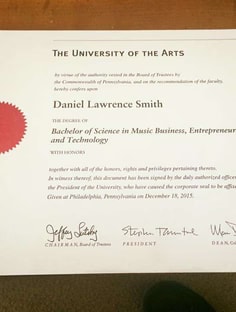 THE UNIVERSITY OF THE ARTS
by virtue of the authority vested in the Board of Trustees by
the Commonwealth of Pennsylvania, and on the recommendation of the faculty,
hereby confers upon
Daniel Lawrence Smith
THE DEGREE OF
Bachelor of Science in Music Business, Entrepreneur
and Technology
WITH HONORS
together with all of the honors, rights and privileges pertaining thereto.
In witness thereof, this document has been signed by the duly authorized officers
the President of the University, who have caused the corporate seal to be
Given at Philadelphia, Pennsylvania on December 18, 2015.
CHAIRMAN, Board of Trustees PRESIDENT DEAN,